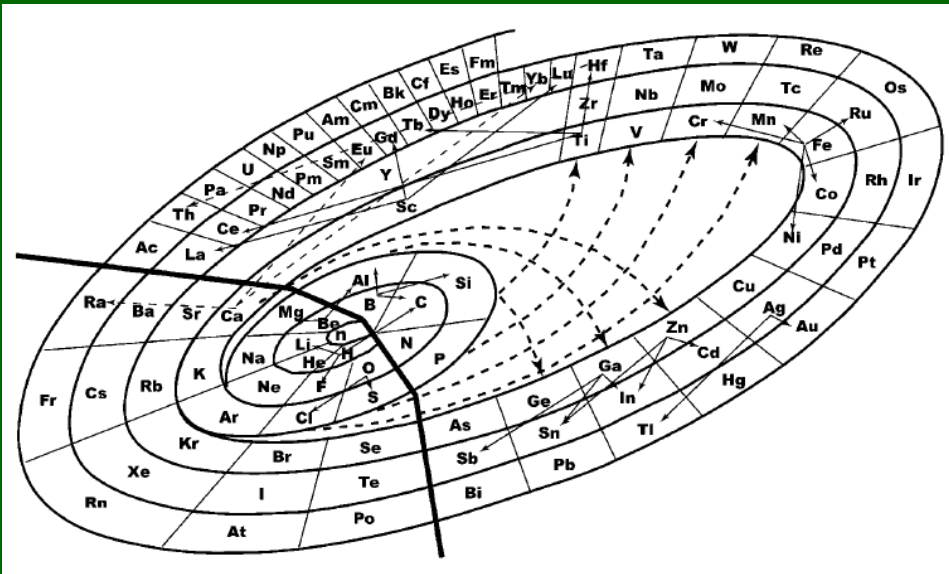 Ta W Re
Os
Es Fm
Tm Yb Lu Hf
Bk Cf
Am Cm
Nb Mo Tc
Pu
Dy Ho Er
Zr
Ru
Np
Tb
Cr Mn
U
Gd
Ti V
Fe
Pa
Sm Eu
Y
Th
Nd Pm
Co Rh Ir
Ce Pr
Sc
Ac
La
Ni Pd Pt
Ra Ba Sr Ca
Mg Al Si
Be B C
Cu
Ag Au
Li n
H N
Zn Cd
Fr Cs Rb K
Na He O P
Ga Hg
Ne F S
In
Ar Cl
Ge
Tl
Kr
As
Sn
Xe
Br Se
Sb Pb
Rn
I Te
Bi
At Po